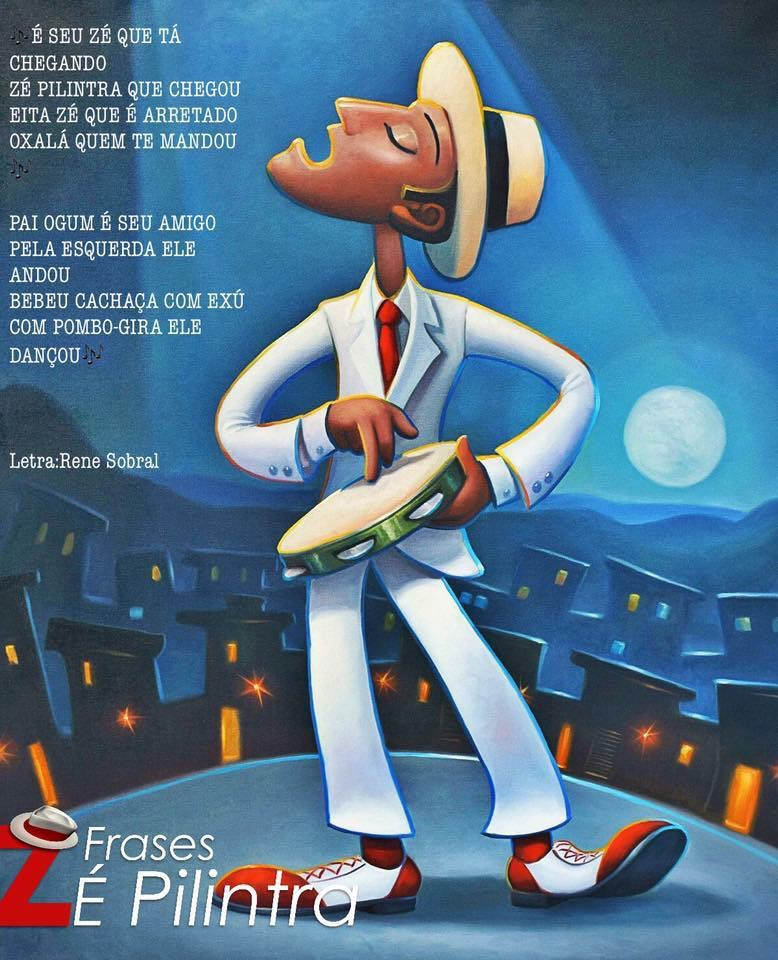 🎶 É SEU ZÉ QUE TÁ
CHEGANDO
ZÉ PILINTRA QUE CHEGOU
EITA ZÉ QUE É ARRETADO
OXALÁ QUEM TE MANDOU
🎶
PAI OGUM É SEU AMIGO
PELA ESQUERDA ELE
ANDOU
BEBEU CACHAÇA COM EXÚ
COM POMBO-GIRA ELE
DANÇOU🎶
Letra:Rene Sobral
Frases
ZÉ Pilintra